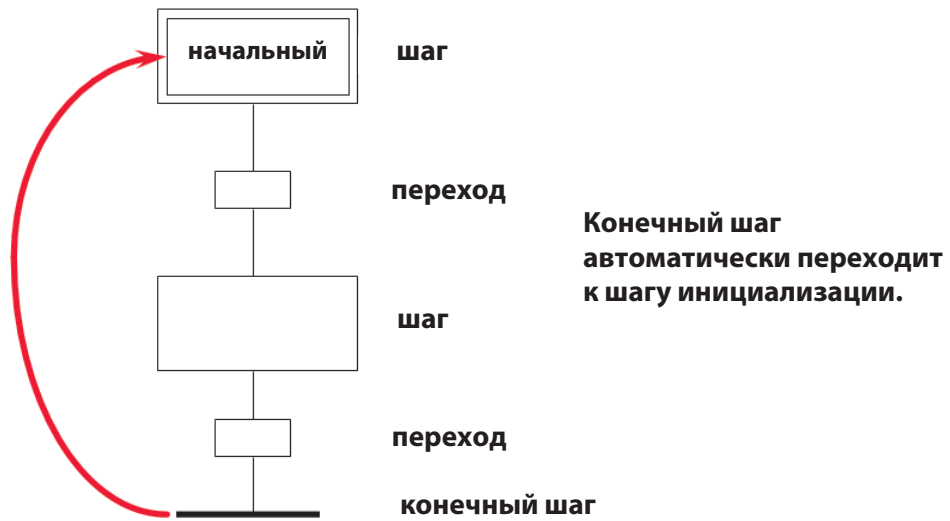 начальный
шаг
переход
Конечный шаг
автоматически переходит
к шагу инициализации.
шаг
переход
конечный шаг